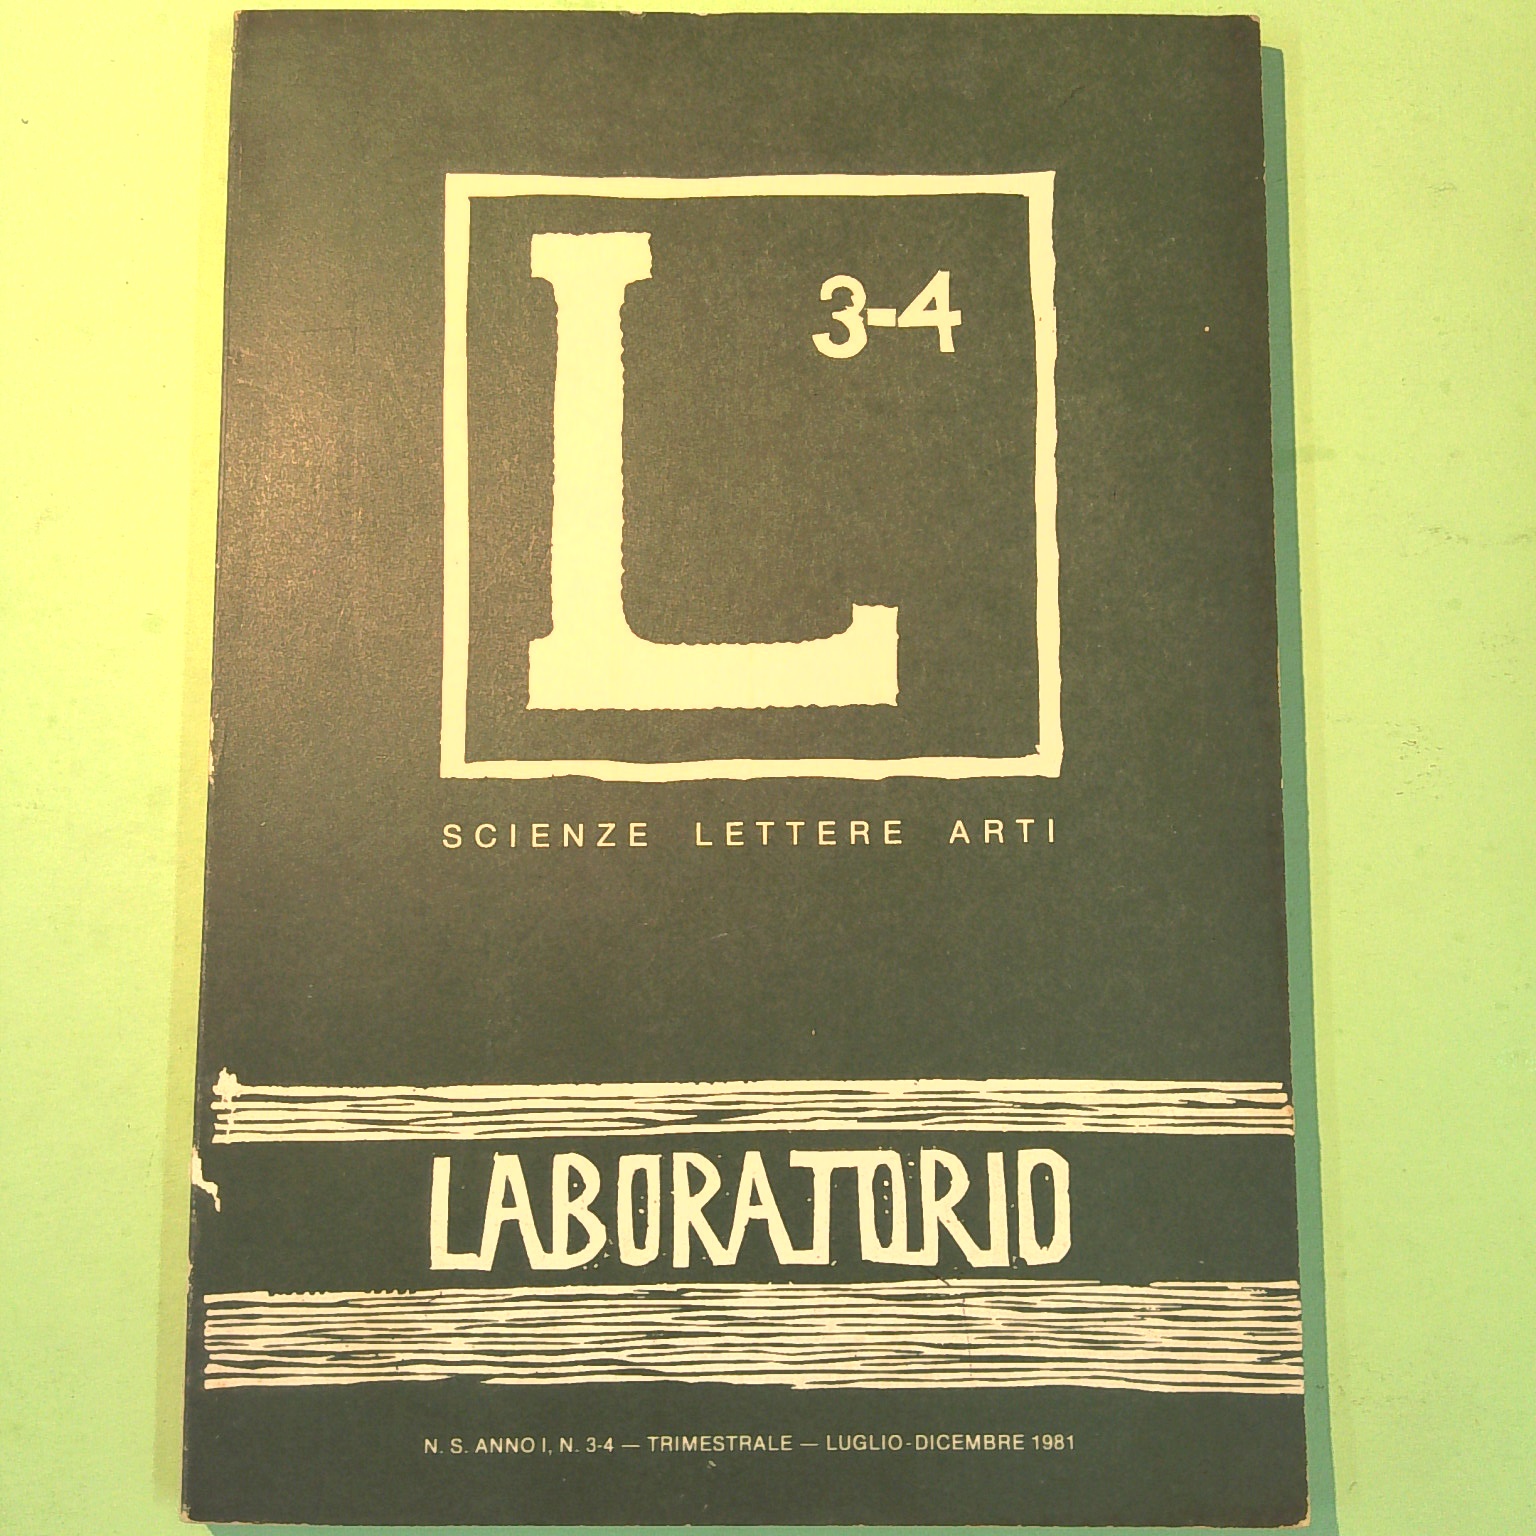 L
3-4
SCIENZE LETTERE ARTI
LABORATORIO
N. S. ANNO I, N. 3-4 — TRIMESTRALE — LUGLIO-DICEMBRE 1981